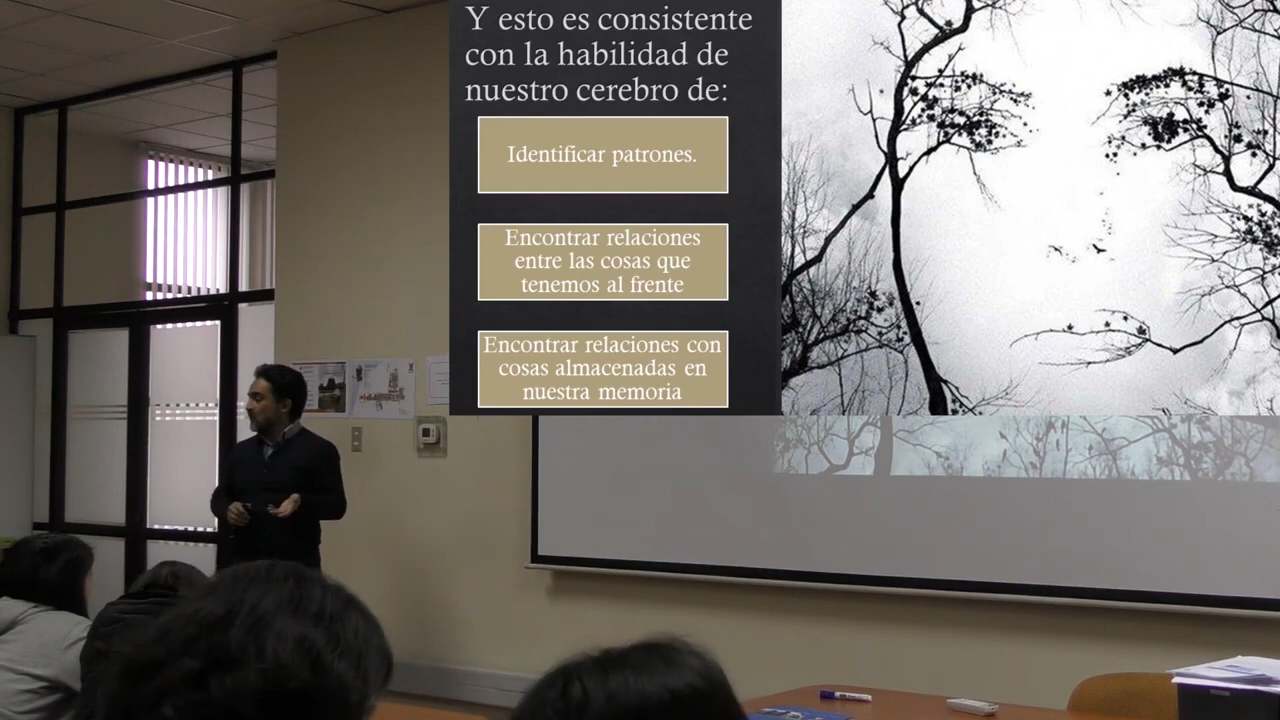 Y esto es consistente
con la habilidad de
nuestro cerebro de:
Identificar patrones.
Encontrar relaciones
entre las cosas que
tenemos al frente
Encontrar relaciones con
cosas almacenadas en
nuestra memoria